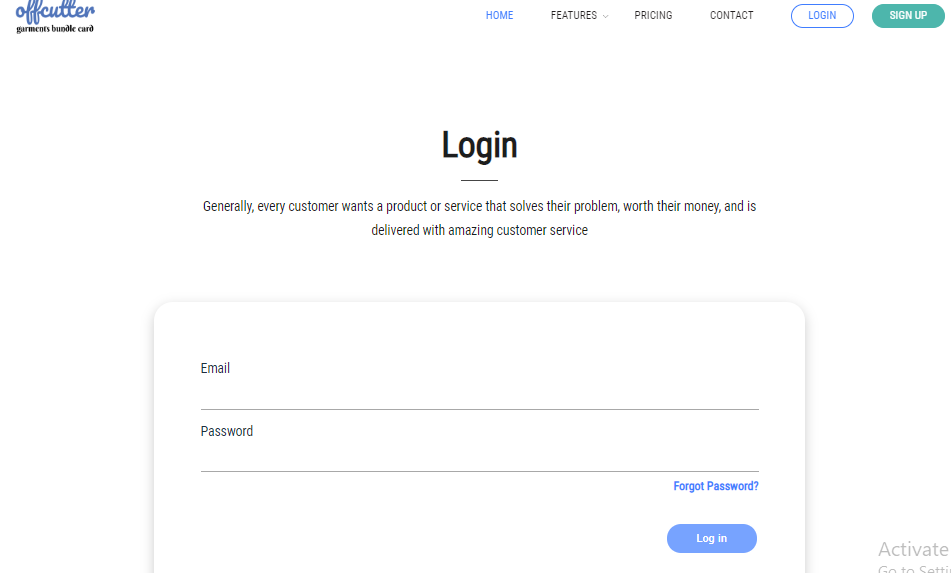 offcutter
garments bundle card
HOME
FEATURES
PRICING
CONTACT
LOGIN
SIGN UP
Login
Generally, every customer wants a product or service that solves their problem, worth their money, and is
delivered with amazing customer service
Email
Password
Forgot Password?
Log in
Activate
Go to Setti